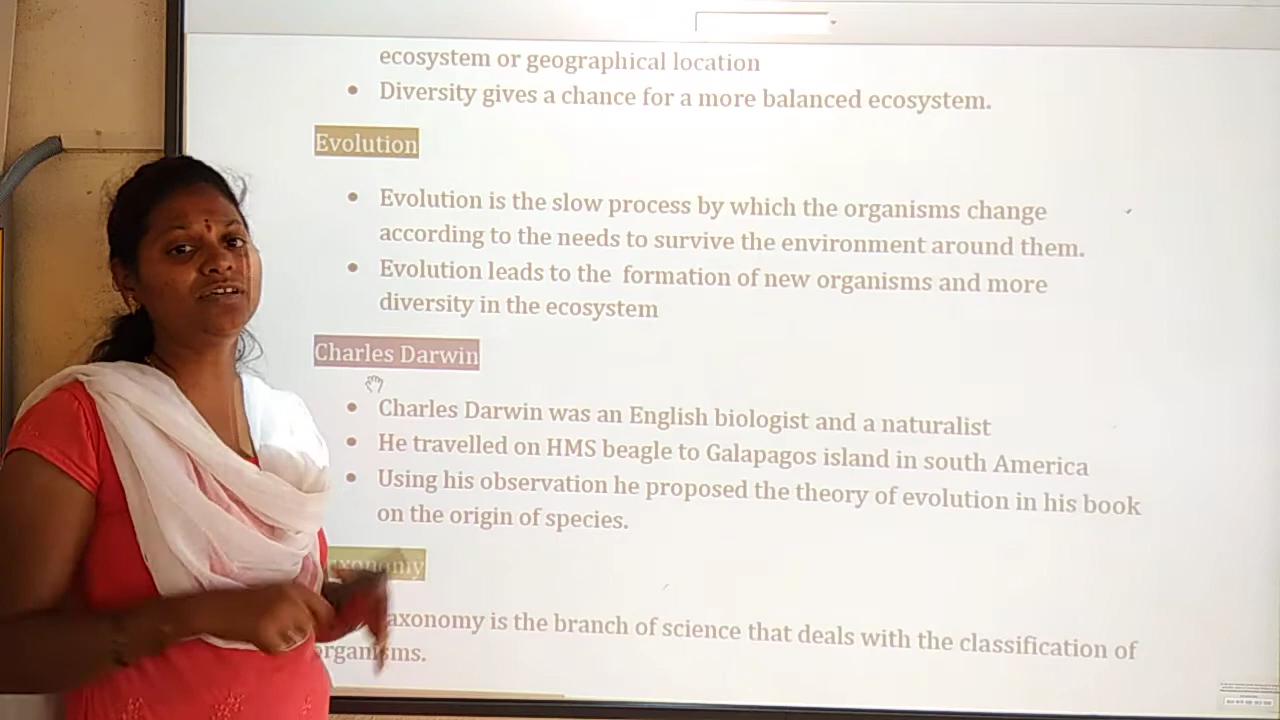 ecosystem or geographical location
• Diversity gives a chance for a more balanced ecosystem.
Evolution
• Evolution is the slow process by which the organisms change
according to the needs to survive the environment around them.
• Evolution leads to the formation of new organisms and more
diversity in the ecosystem
Charles Darwin
• Charles Darwin was an English biologist and a naturalist
• He travelled on HMS beagle to Galapagos island in south America
• Using his observation he proposed the theory of evolution in his book
on the origin of species.
axonomy
axonomy is the branch of science that deals with the classification of
organisms.